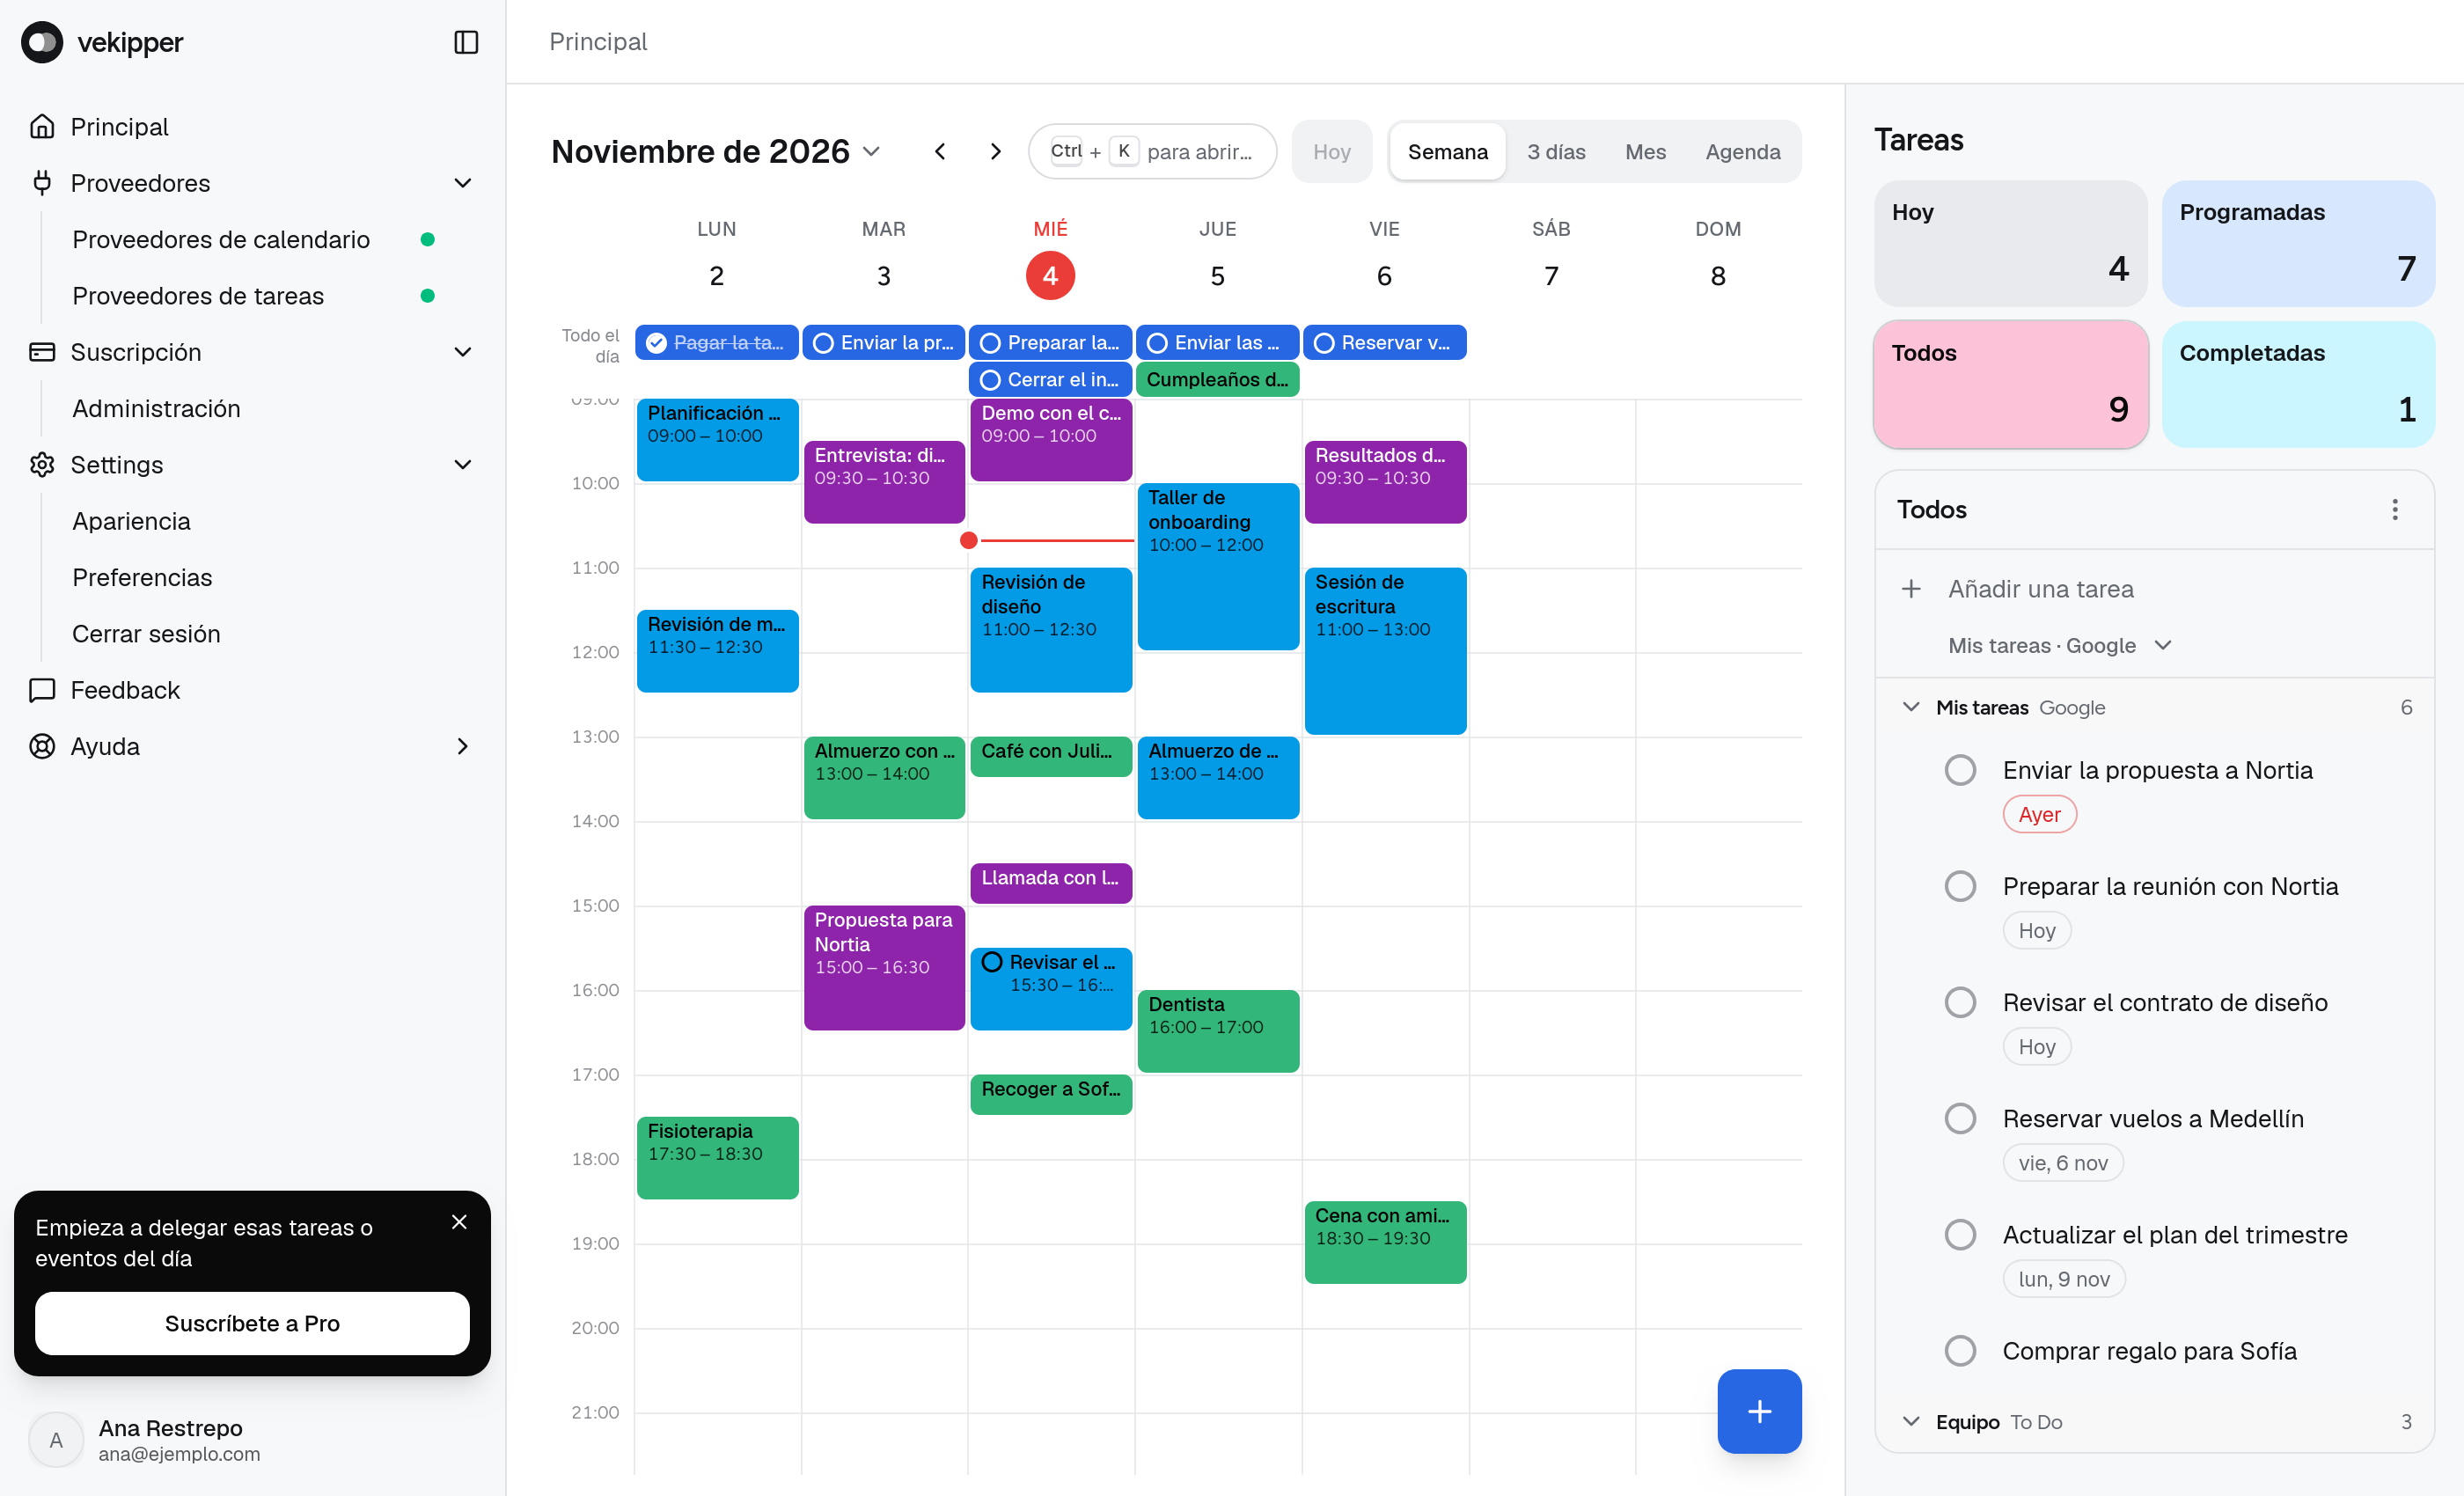 vekipper
Principal
Proveedores
Proveedores de calendario
Proveedores de tareas
Suscripción
Administración
Settings
Apariencia
Preferencias
Cerrar sesión
Feedback
Ayuda
Empieza a delegar esas tareas o
eventos del día
Suscríbete a Pro
A
Ana Restrepo
ana@ejemplo.com
Principal
Noviembre de 2026
Ctrl + K para abrir...
Hoy
Semana
3 días
Mes
Agenda
LUN
2
MAR
3
MIÉ
4
JUE
5
VIE
6
SÁB
7
DOM
8
Todo el
día
Pagar la ta...
Enviar la pr...
Preparar la...
Enviar las ...
Reservar v...
Cerrar el in...
Cumpleaños d...
09:00
10:00
11:00
12:00
13:00
14:00
15:00
16:00
17:00
18:00
19:00
20:00
21:00
Planificación ...
09:00 – 10:00
Revisión de m...
11:30 – 12:30
Fisioterapia
17:30 – 18:30
Entrevista: di...
09:30 – 10:30
Almuerzo con ...
13:00 – 14:00
Propuesta para
Nortia
15:00 – 16:30
Demo con el c...
09:00 – 10:00
Revisión de
diseño
11:00 – 12:30
Café con Juli...
Llamada con l...
Revisar el ...
15:30 – 16:...
Recoger a Sof...
Taller de
onboarding
10:00 – 12:00
Almuerzo de ...
13:00 – 14:00
Dentista
16:00 – 17:00
Resultados d...
09:30 – 10:30
Sesión de
escritura
11:00 – 13:00
Cena con ami...
18:30 – 19:30
Tareas
Hoy
4
Programadas
7
Todos
9
Completadas
1
Todos
Añadir una tarea
Mis tareas · Google
Mis tareas Google 6
Enviar la propuesta a Nortia
Ayer
Preparar la reunión con Nortia
Hoy
Revisar el contrato de diseño
Hoy
Reservar vuelos a Medellín
vie, 6 nov
Actualizar el plan del trimestre
lun, 9 nov
Comprar regalo para Sofía
Equipo To Do 3